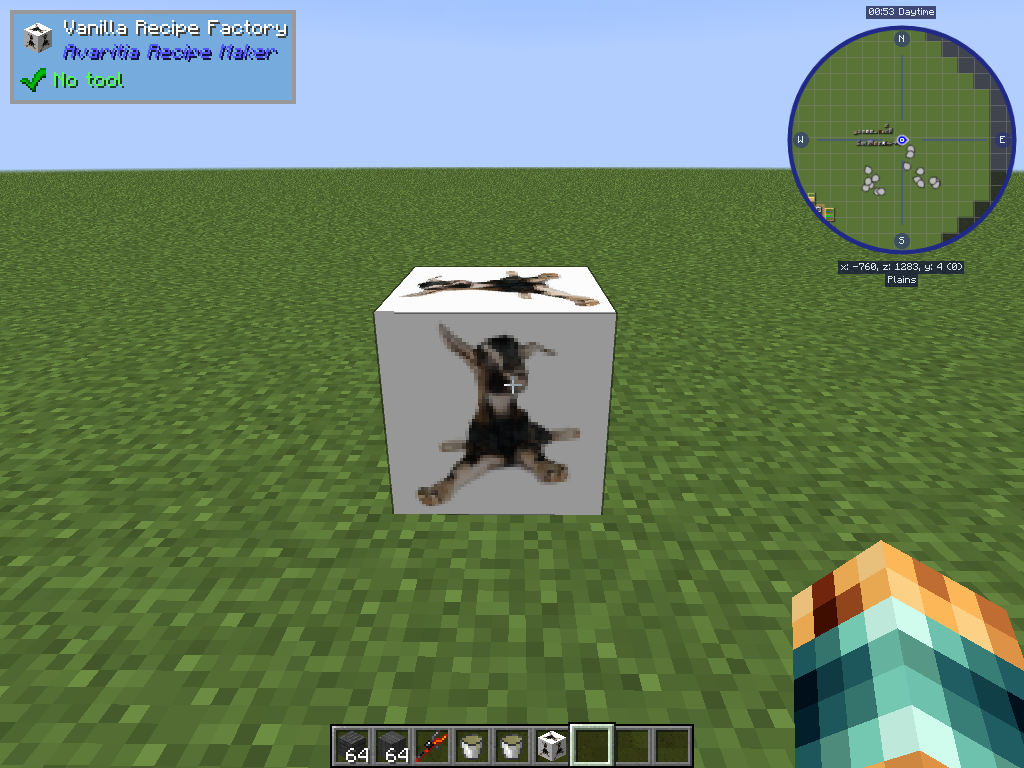 Vanilla Recipe Factory
Avaritia Recipe Maker
No tool
00:53 Daytime
N
W
E
S
x: -760, z: 1283, y: 4 (0)
Plains
64
64